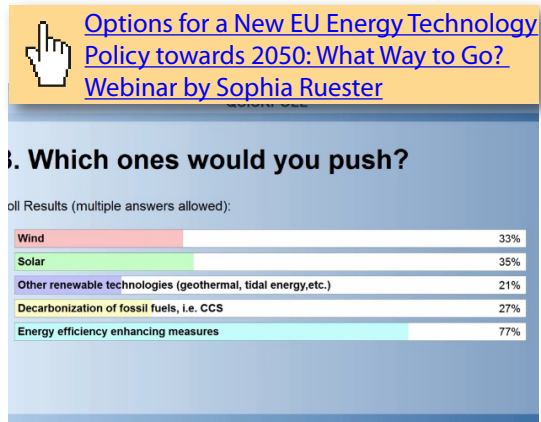 Options for a New EU Energy Technology
Policy towards 2050: What Way to Go?
Webinar by Sophia Ruester
. Which ones would you push?
oll Results (multiple answers allowed):
Wind 33%
Solar 35%
Other renewable technologies (geothermal, tidal energy,etc.) 21%
Decarbonization of fossil fuels, i.e. CCS 27%
Energy efficiency enhancing measures 77%